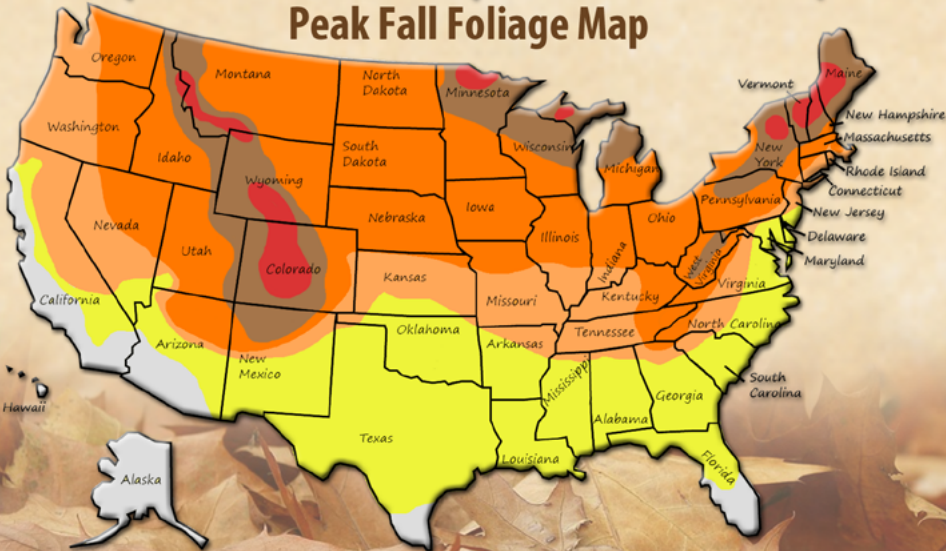 Peak Fall Foliage Map
Oregon
Montana
North
Dakota
Minnesota
Vermont
Maine
New Hampshire
Massachusetts
Washington
Idaho
South
Dakota
Wisconsin
Michigan
New
York
Rhode Island
Connecticut
Wyoming
Pennsylvania
New Jersey
Nevada
Utah
Nebraska
Iowa
Illinois
Indiana
Ohio
West
Virginia
Delaware
Maryland
Colorado
Kansas
California
Missouri
Kentucky
Virginia
Arizona
New
Mexico
Oklahoma
Arkansas
Tennessee
North Carolina
South
Carolina
Mississippi
Alabama
Georgia
Hawaii
Texas
Louisiana
Florida
Alaska